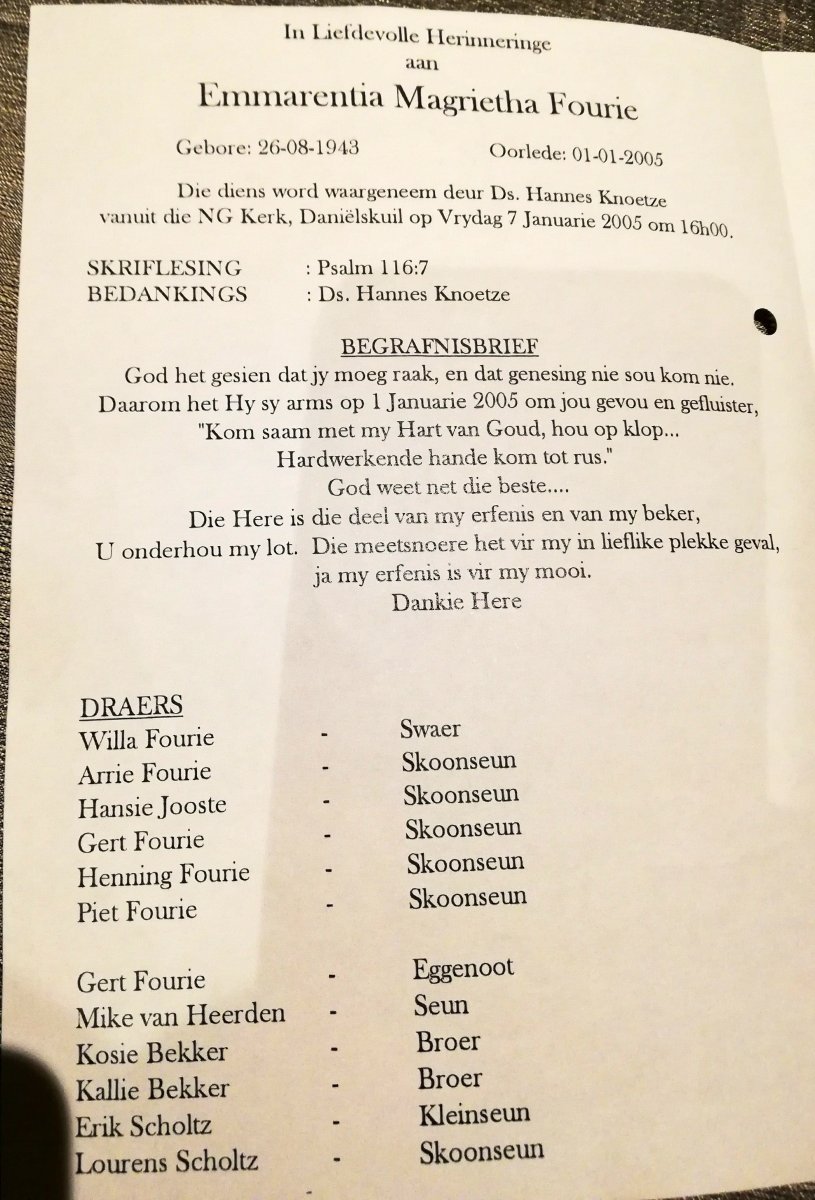 In Liefdevolle Herinneringe
aan
Emmarentia Magrietha Fourie
Gebore: 26-08-1943 Oorlede: 01-01-2005
Die diens word waargeneem deur Ds. Hannes Knoetze
vanuit die NG Kerk, Daniëlskuil op Vrydag 7 Januarie 2005 om 16h00.
SKRIFLESING : Psalm 116:7
BEDANKINGS : Ds. Hannes Knoetze
BEGRAFNISBRIEF
God het gesien dat jy moeg raak, en dat genesing nie sou kom nie.
Daarom het Hy sy arms op 1 Januarie 2005 om jou gevou en gefluister,
"Kom saam met my Hart van Goud, hou op klop...
Hardwerkende hande kom tot rus."
God weet net die beste....
Die Here is die deel van my erfenis en van my beker,
U onderhou my lot. Die meetsnoere het vir my in lieflike plekke geval,
ja my erfenis is vir my mooi.
Dankie Here
DRAERS
Willa Fourie - Swaer
Arrie Fourie - Skoonseun
Hansie Jooste - Skoonseun
Gert Fourie - Skoonseun
Henning Fourie - Skoonseun
Piet Fourie - Skoonseun
Gert Fourie - Eggenoot
Mike van Heerden - Seun
Kosie Bekker - Broer
Kallie Bekker - Broer
Erik Scholtz - Kleinseun
Lourens Scholtz - Skoonseun
-